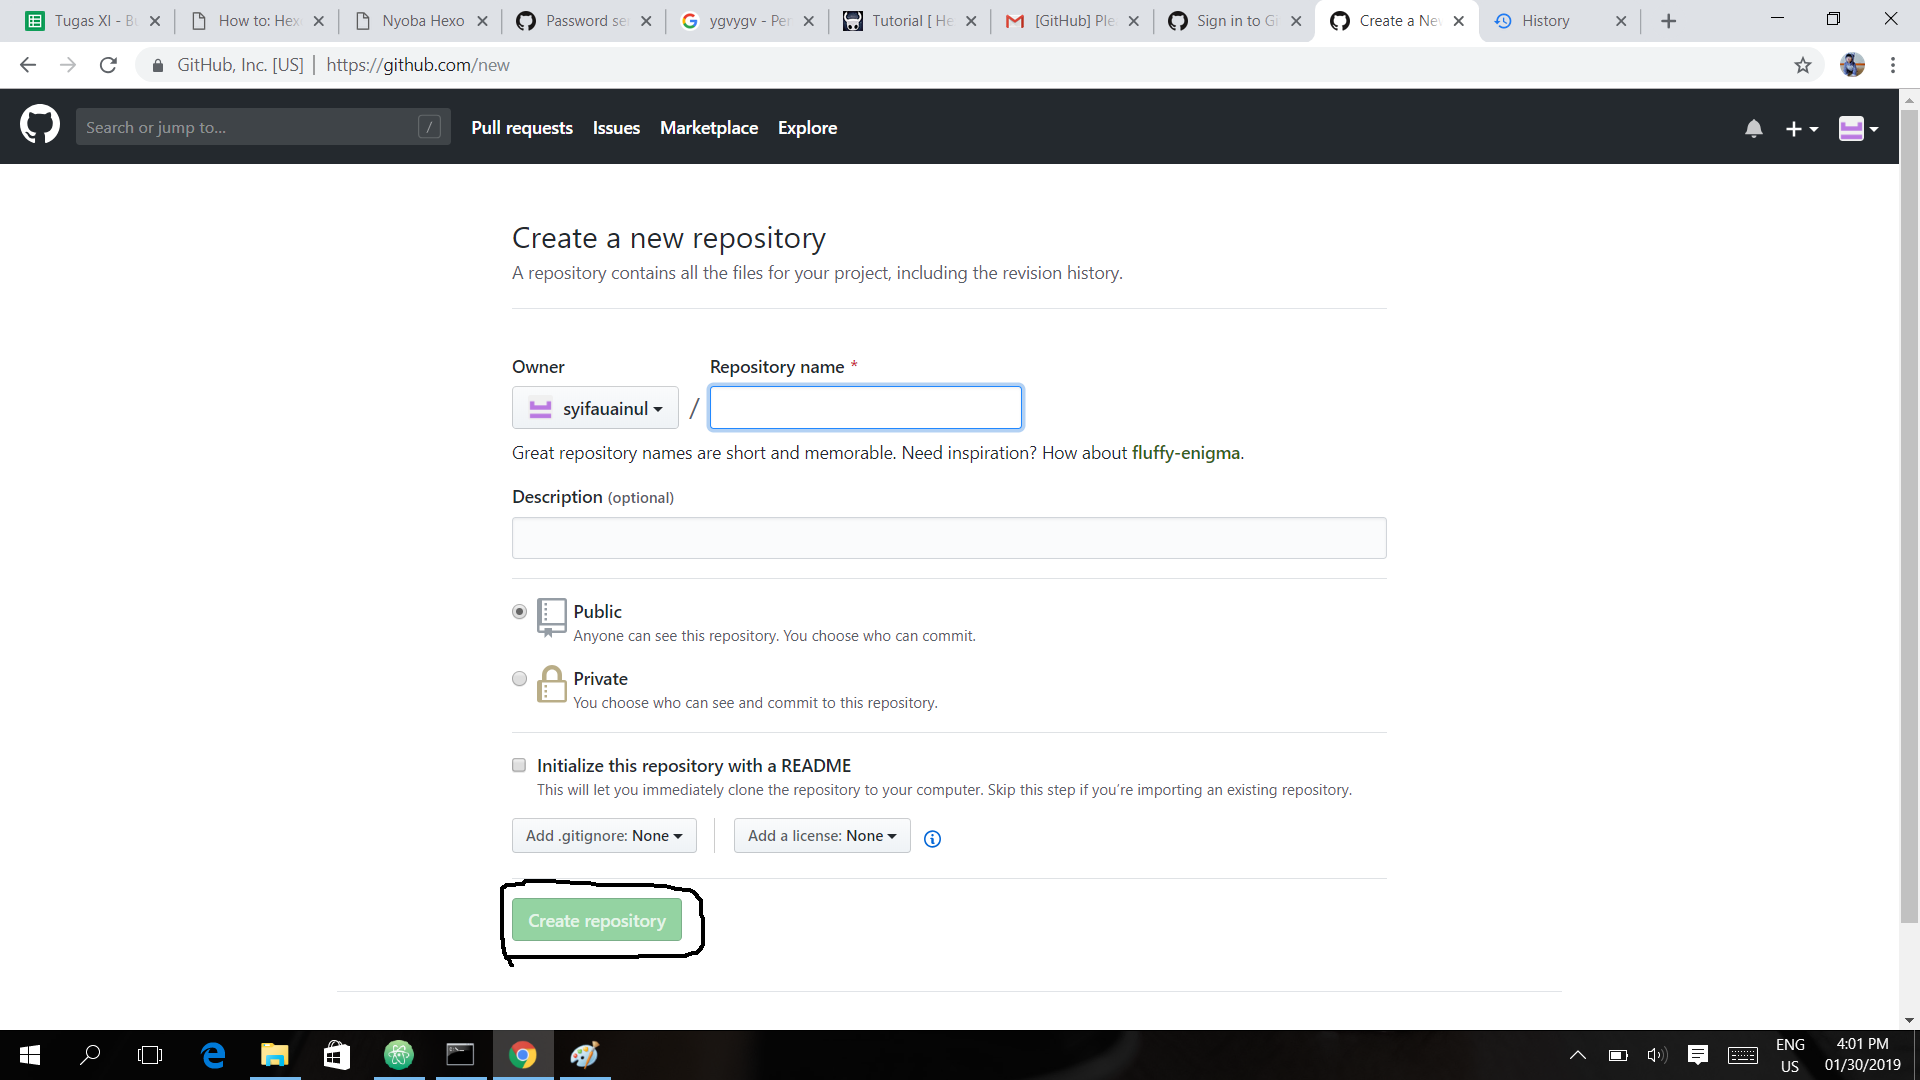 Tugas XI - Bu
How to: Hexo
Nyoba Hexo
Password se
ygvygv - Pen
Tutorial [ He
[GitHub] Ple
Sign in to Gi
Create a Ne
History
GitHub, Inc. [US] | https://github.com/new
Search or jump to... /
Pull requests Issues Marketplace Explore
Create a new repository
A repository contains all the files for your project, including the revision history.
Owner Repository name *
syifauainul /
Great repository names are short and memorable. Need inspiration? How about fluffy-enigma.
Description (optional)
Public
Anyone can see this repository. You choose who can commit.
Private
You choose who can see and commit to this repository.
Initialize this repository with a README
This will let you immediately clone the repository to your computer. Skip this step if you’re importing an existing repository.
Add .gitignore: None Add a license: None
Create repository
ENG 4:01 PM
US 01/30/2019